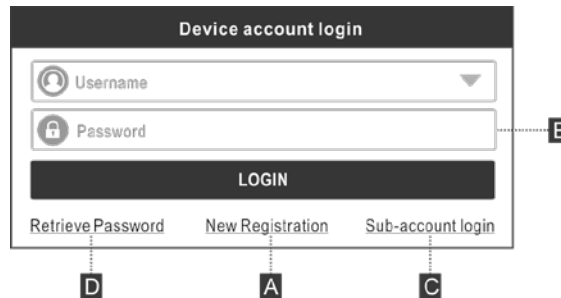 Device account login
Username
Password
LOGIN
Retrieve Password New Registration Sub-account login
D A C